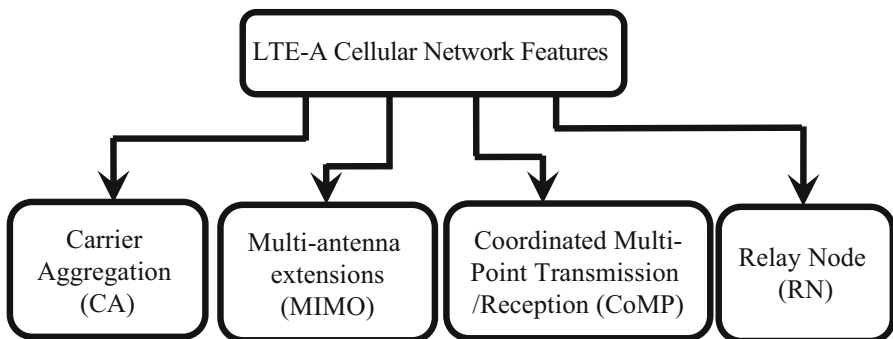 LTE-A Cellular Network Features
Carrier
Aggregation
(CA)
Multi-antenna
extensions
(MIMO)
Coordinated Multi-
Point Transmission
/Reception (CoMP)
Relay Node
(RN)